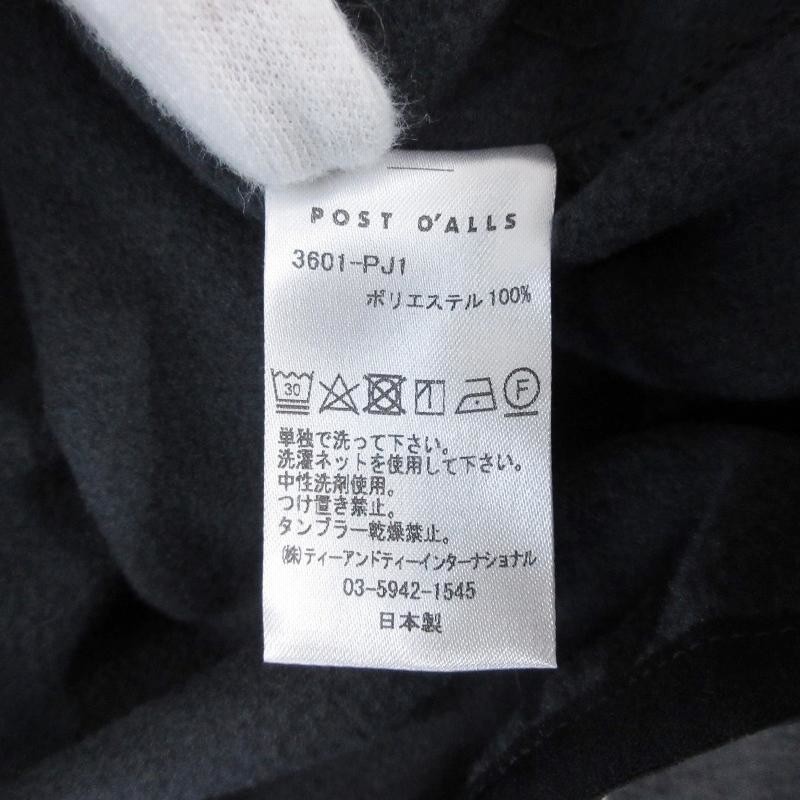 POST O'ALLS
3601-PJ1
ポリエステル100%
30
F
単独で洗って下さい。
洗濯ネットを使用して下さい。
中性洗剤使用。
つけ置き禁止。
タンブラー乾燥禁止。
(株)ティーアンドティーインターナショナル
03-5942-1545
日本製